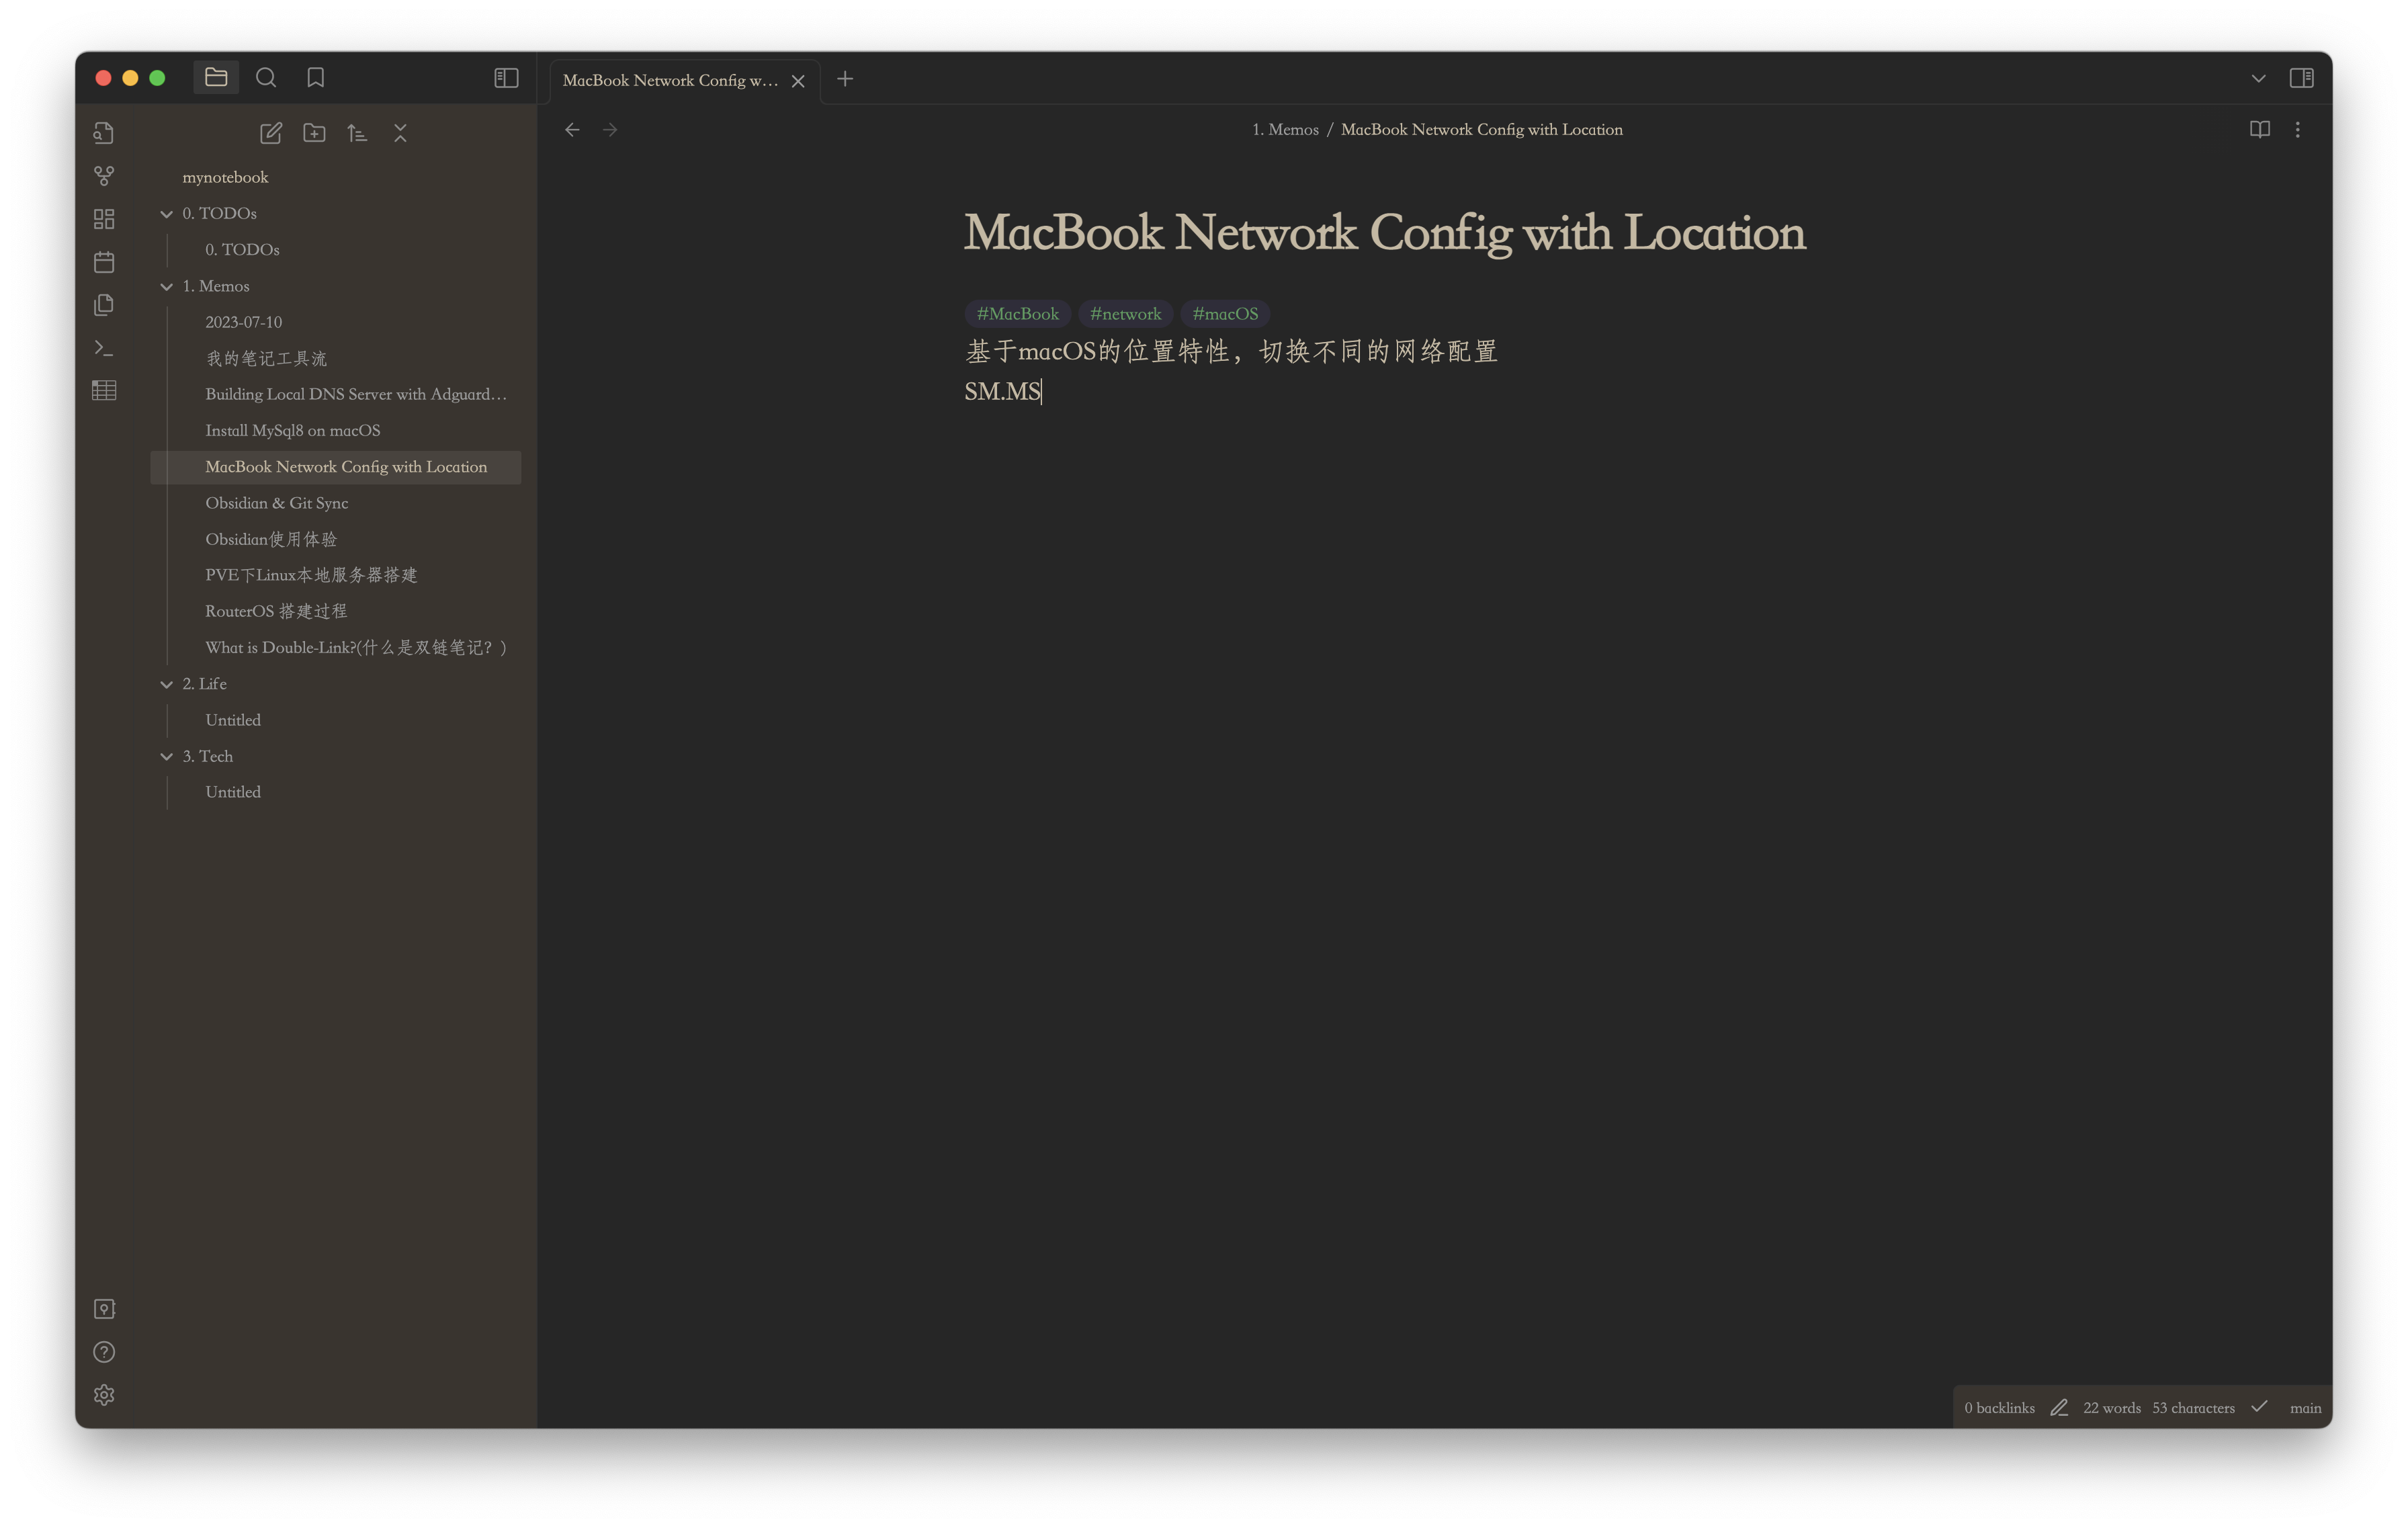 MacBook Network Config w...
1. Memos / MacBook Network Config with Location
mynotebook
0. TODOs
0. TODOs
1. Memos
2023-07-10
我的笔记工具流
Building Local DNS Server with Adguard...
Install MySql8 on macOS
MacBook Network Config with Location
Obsidian & Git Sync
Obsidian使用体验
PVE下Linux本地服务器搭建
RouterOS 搭建过程
What is Double-Link?(什么是双链笔记？)
2. Life
Untitled
3. Tech
Untitled
MacBook Network Config with Location
#MacBook #network #macOS
基于macOS的位置特性，切换不同的网络配置
SM.MS
0 backlinks 22 words 53 characters main